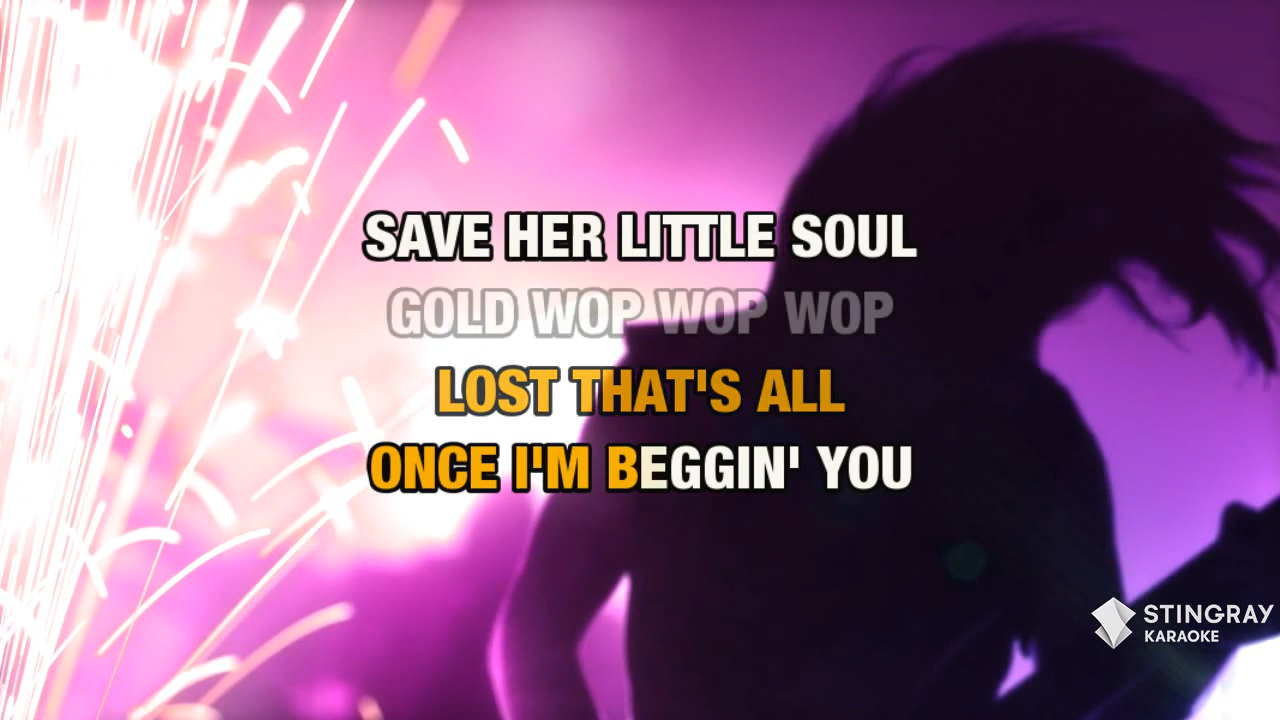 SAVE HER LITTLE SOUL
GOLD WOP WOP WOP
LOST THAT'S ALL
ONCE I'M BEGGIN' YOU
STINGRAY
KARAOKE